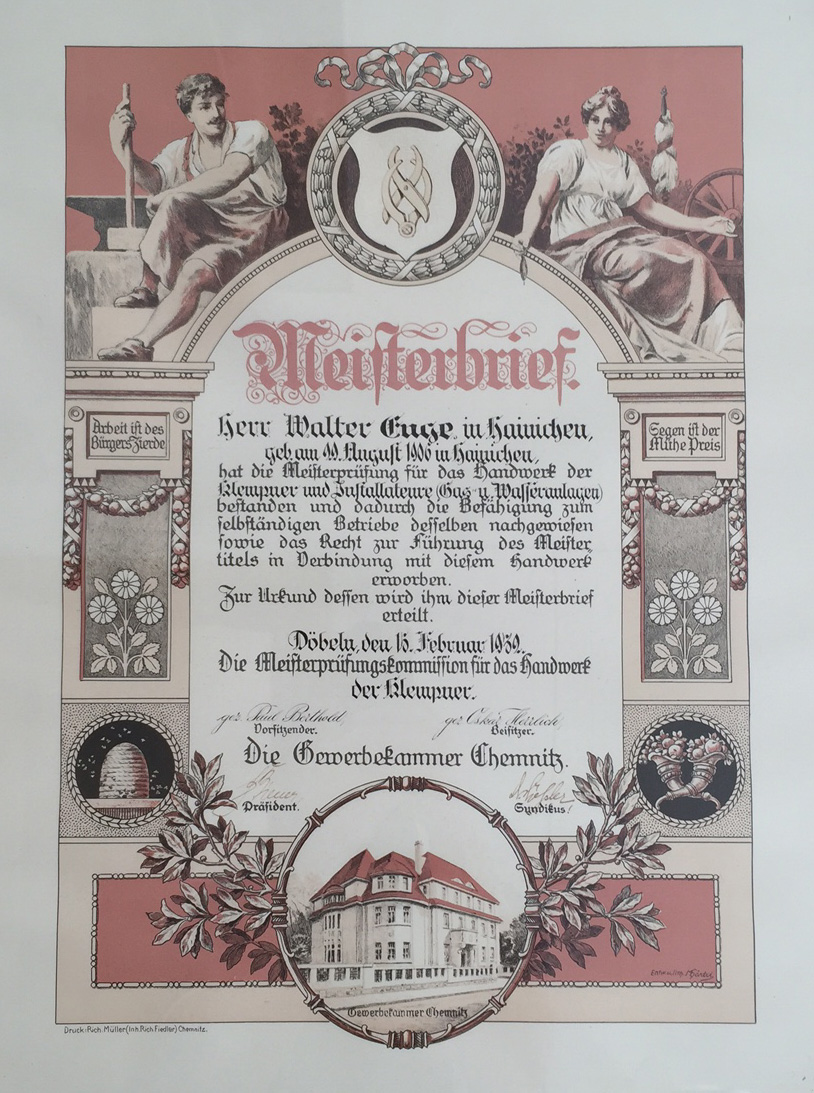 Meisterbrief.
Arbeit ist des
Bürgers Zierde
Segen ist der
Mühe Preis
Herr Walter Enge in Hainichen,
geb. am August 1906 in Hainichen,
hat die Meisterprüfung für das Handwerk der
Klempner und Installateure (Gas- u. Wasseranlagen)
bestanden und dadurch die Befähigung zum
selbständigen Betriebe desselben nachgewiesen
sowie das Recht zur Führung des Meister-
titels in Verbindung mit diesem Handwerk
erworben.
Zur Urkund dessen wird ihm dieser Meisterbrief
erteilt.
Döbeln, den 15. Februar 1932.
Die Meisterprüfungskommission für das Handwerk
der Klempner.
gez. Paul Berthold
Vorsitzender.
gez. Oskar Herrlich
Beisitzer.
Die Gewerbekammer Chemnitz.
Präsident.
Syndikus.
Gewerbekammer Chemnitz
Druck: Rich. Müller (Inh. Rich. Fiedler) Chemnitz.